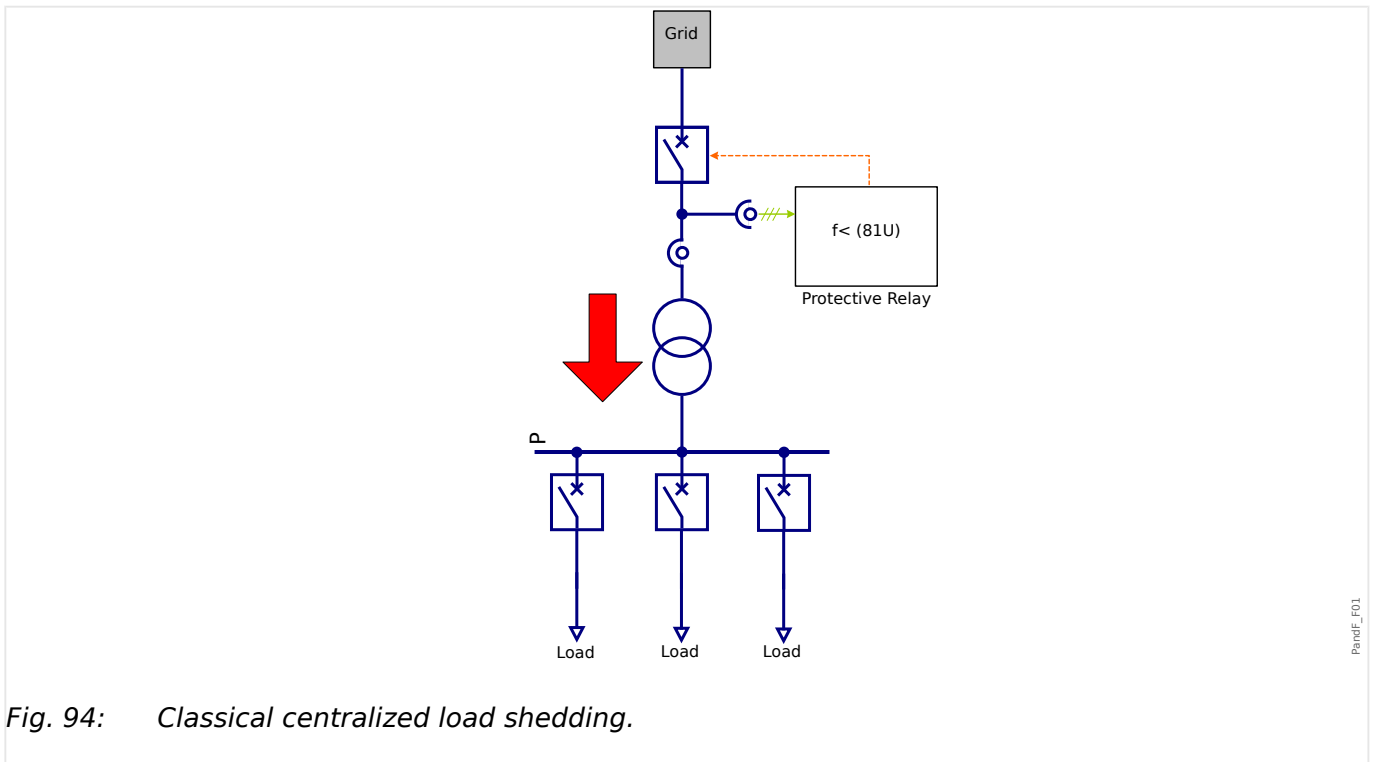 Grid
f< (81U)
Protective Relay
P
Load
Load
Load
PandF_F01
Fig. 94: Classical centralized load shedding.